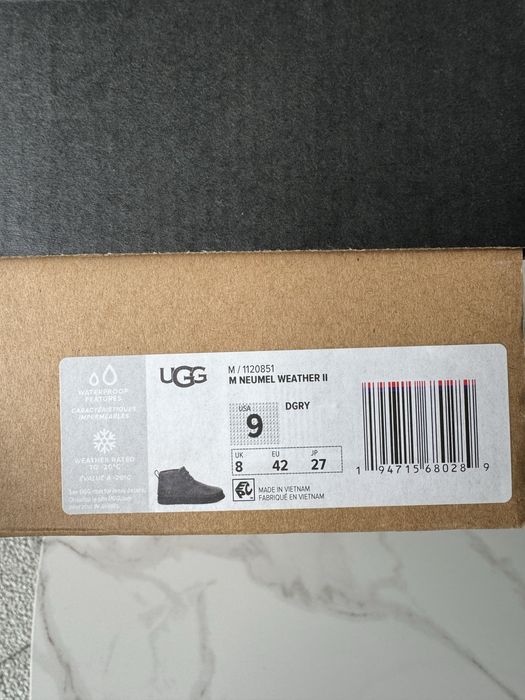 WATERPROOF
FEATURES
CARACTÉRISTIQUES
IMPERMÉABLES
WEATHER RATED
TO -20°C
ÉVALUÉ À -20°C
UGG
M / 1120851
M NEUMEL WEATHER II
USA
9
DGRY
UK EU JP
8 42 27
MADE IN VIETNAM
FABRIQUÉ EN VIETNAM
1 94715 68028 9